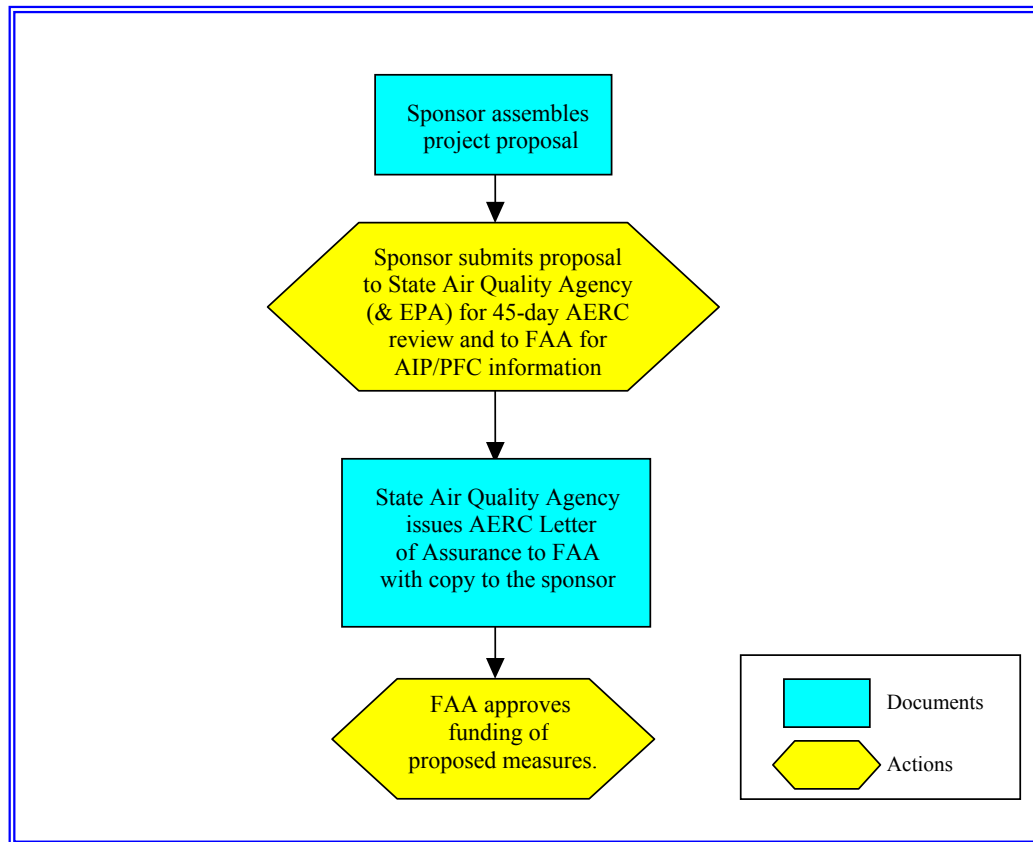 Sponsor assembles
project proposal
Sponsor submits proposal
to State Air Quality Agency
(& EPA) for 45-day AERC
review and to FAA for
AIP/PFC information
State Air Quality Agency
issues AERC Letter
of Assurance to FAA
with copy to the sponsor
FAA approves
funding of
proposed measures.
Documents
Actions